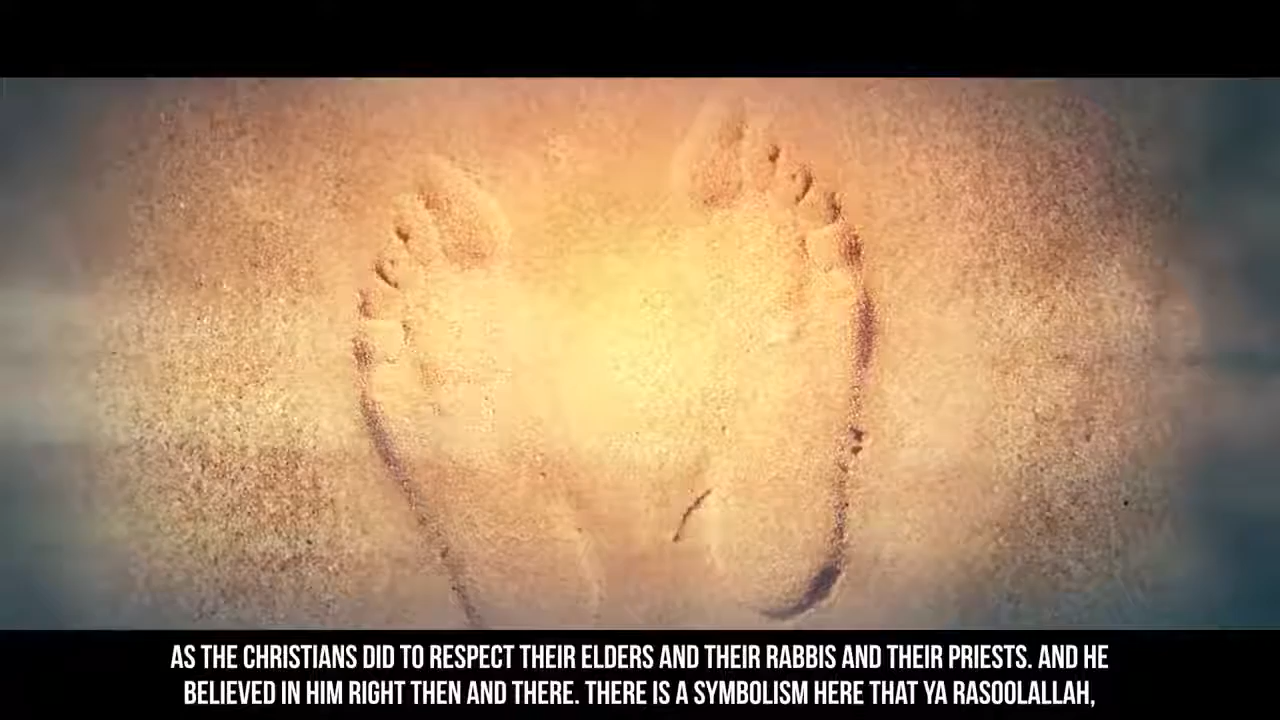 AS THE CHRISTIANS DID TO RESPECT THEIR ELDERS AND THEIR RABBIS AND THEIR PRIESTS. AND HE
BELIEVED IN HIM RIGHT THEN AND THERE. THERE IS A SYMBOLISM HERE THAT YA RASOOLALLAH,